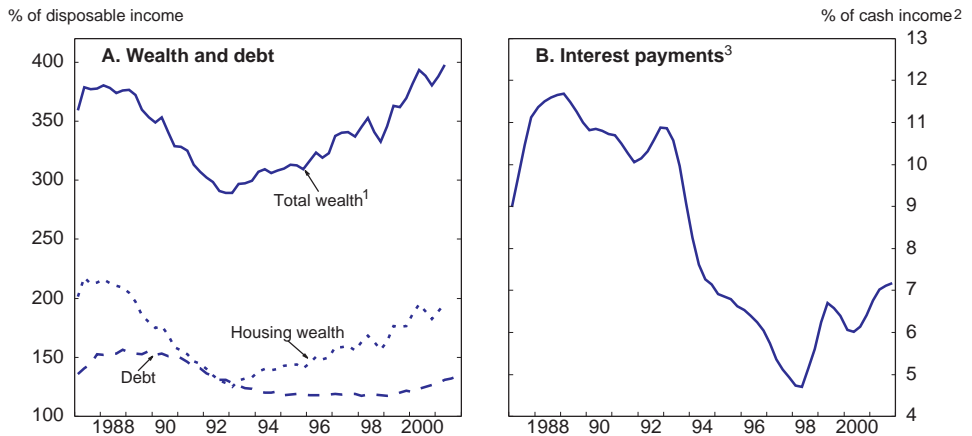 % of disposable income
% of cash income2
A. Wealth and debt
B. Interest payments3
400
350
300
250
200
150
100
Total wealth1
Housing wealth
Debt
1988 90 92 94 96 98 2000
13
12
11
10
9
8
7
6
5
4
1988 90 92 94 96 98 2000